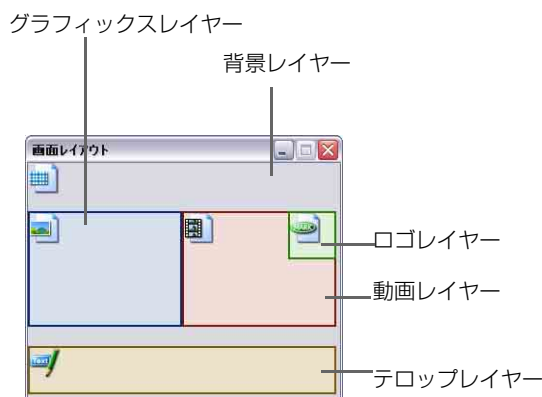 グラフィックスレイヤー
背景レイヤー
画面レイアウト
ロゴレイヤー
動画レイヤー
テロップレイヤー